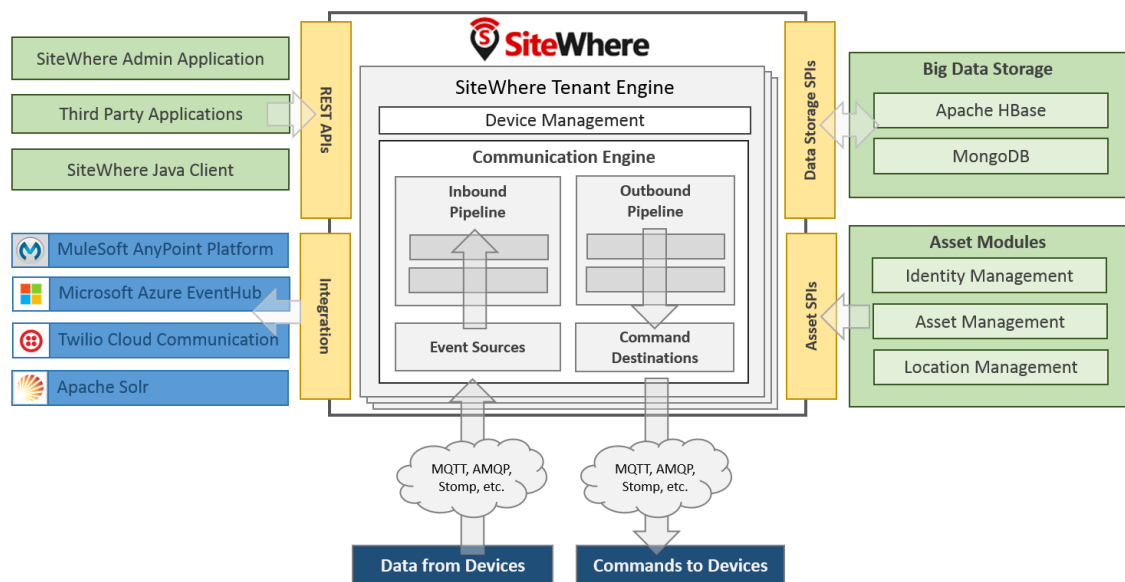 SiteWhere
SiteWhere Admin Application
Third Party Applications
SiteWhere Java Client
REST APIs
MuleSoft AnyPoint Platform
Microsoft Azure EventHub
Twilio Cloud Communication
Apache Solr
Integration
SiteWhere Tenant Engine
Device Management
Communication Engine
Inbound
Pipeline
Event Sources
Outbound
Pipeline
Command
Destinations
Data Storage SPIs
Big Data Storage
Apache HBase
MongoDB
Asset SPIs
Asset Modules
Identity Management
Asset Management
Location Management
MQTT, AMQP,
Stomp, etc.
MQTT, AMQP,
Stomp, etc.
Data from Devices
Commands to Devices